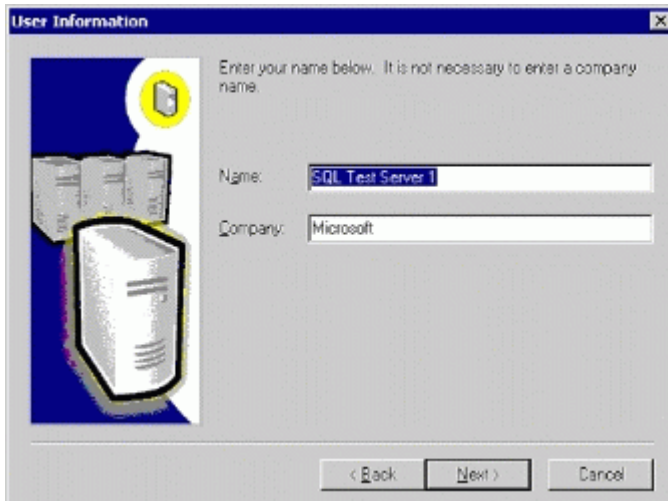 User Information
Enter your name below. It is not necessary to enter a company
name.
Name:
SQL Test Server 1
Company:
Microsoft
< Back
Next >
Cancel